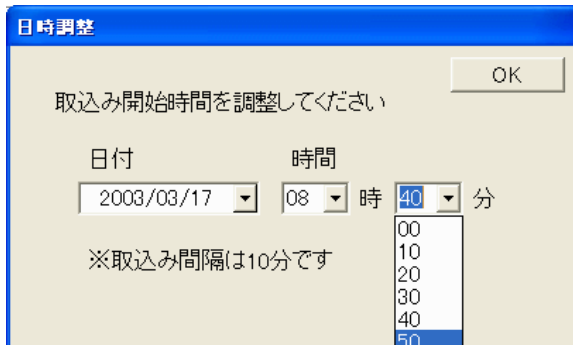 日時調整
OK
取込み開始時間を調整してください
日付 時間
2003/03/17 08 時 40 分
00
※取込み間隔は10分です 10
20
30
40
50